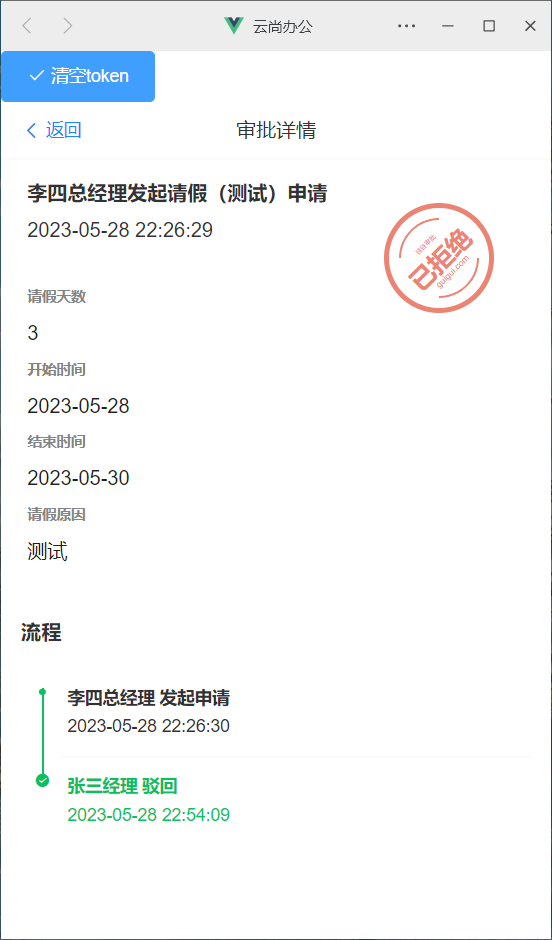 云尚办公
清空token
返回
审批详情
李四总经理发起请假（测试）申请
2023-05-28 22:26:29
硅谷审批
已拒绝
guigui.com
请假天数
3
开始时间
2023-05-28
结束时间
2023-05-30
请假原因
测试
流程
李四总经理 发起申请
2023-05-28 22:26:30
张三经理 驳回
2023-05-28 22:54:09